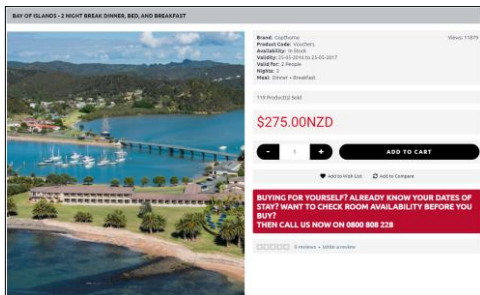 BAY OF ISLANDS - 2 NIGHT BREAK DINNER, BED, AND BREAKFAST
Brand: Copthorne
Views: 11879
Product Code: Vouchers
Availability: In Stock
Validity: 25-05-2016 to 25-05-2017
Valid for: 2 People
Nights: 2
Meal: Dinner + Breakfast
119 Product(s) Sold
$275.00NZD
- 1 + ADD TO CART
Add to Wish List Add to Compare
BUYING FOR YOURSELF? ALREADY KNOW YOUR DATES OF
STAY? WANT TO CHECK ROOM AVAILABILITY BEFORE YOU
BUY?
THEN CALL US NOW ON 0800 808 228
0 reviews • Write a review